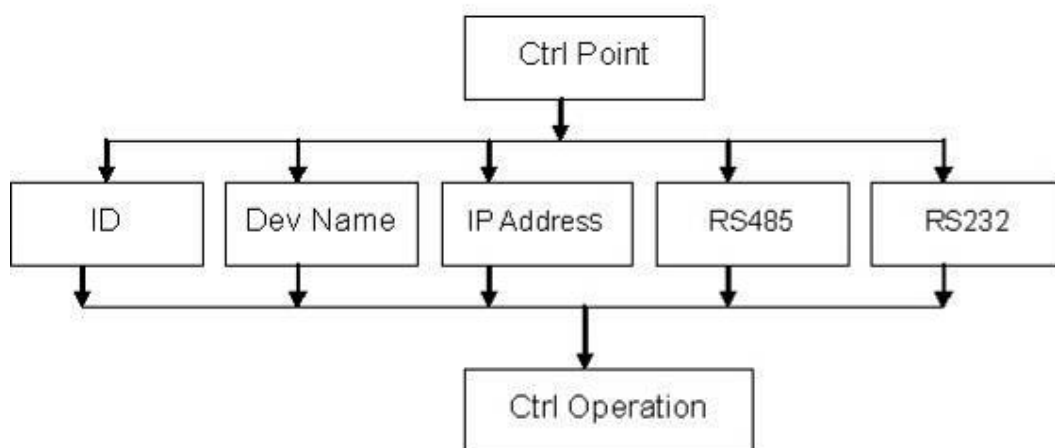 Ctrl Point
ID
Dev Name
IP Address
RS485
RS232
Ctrl Operation